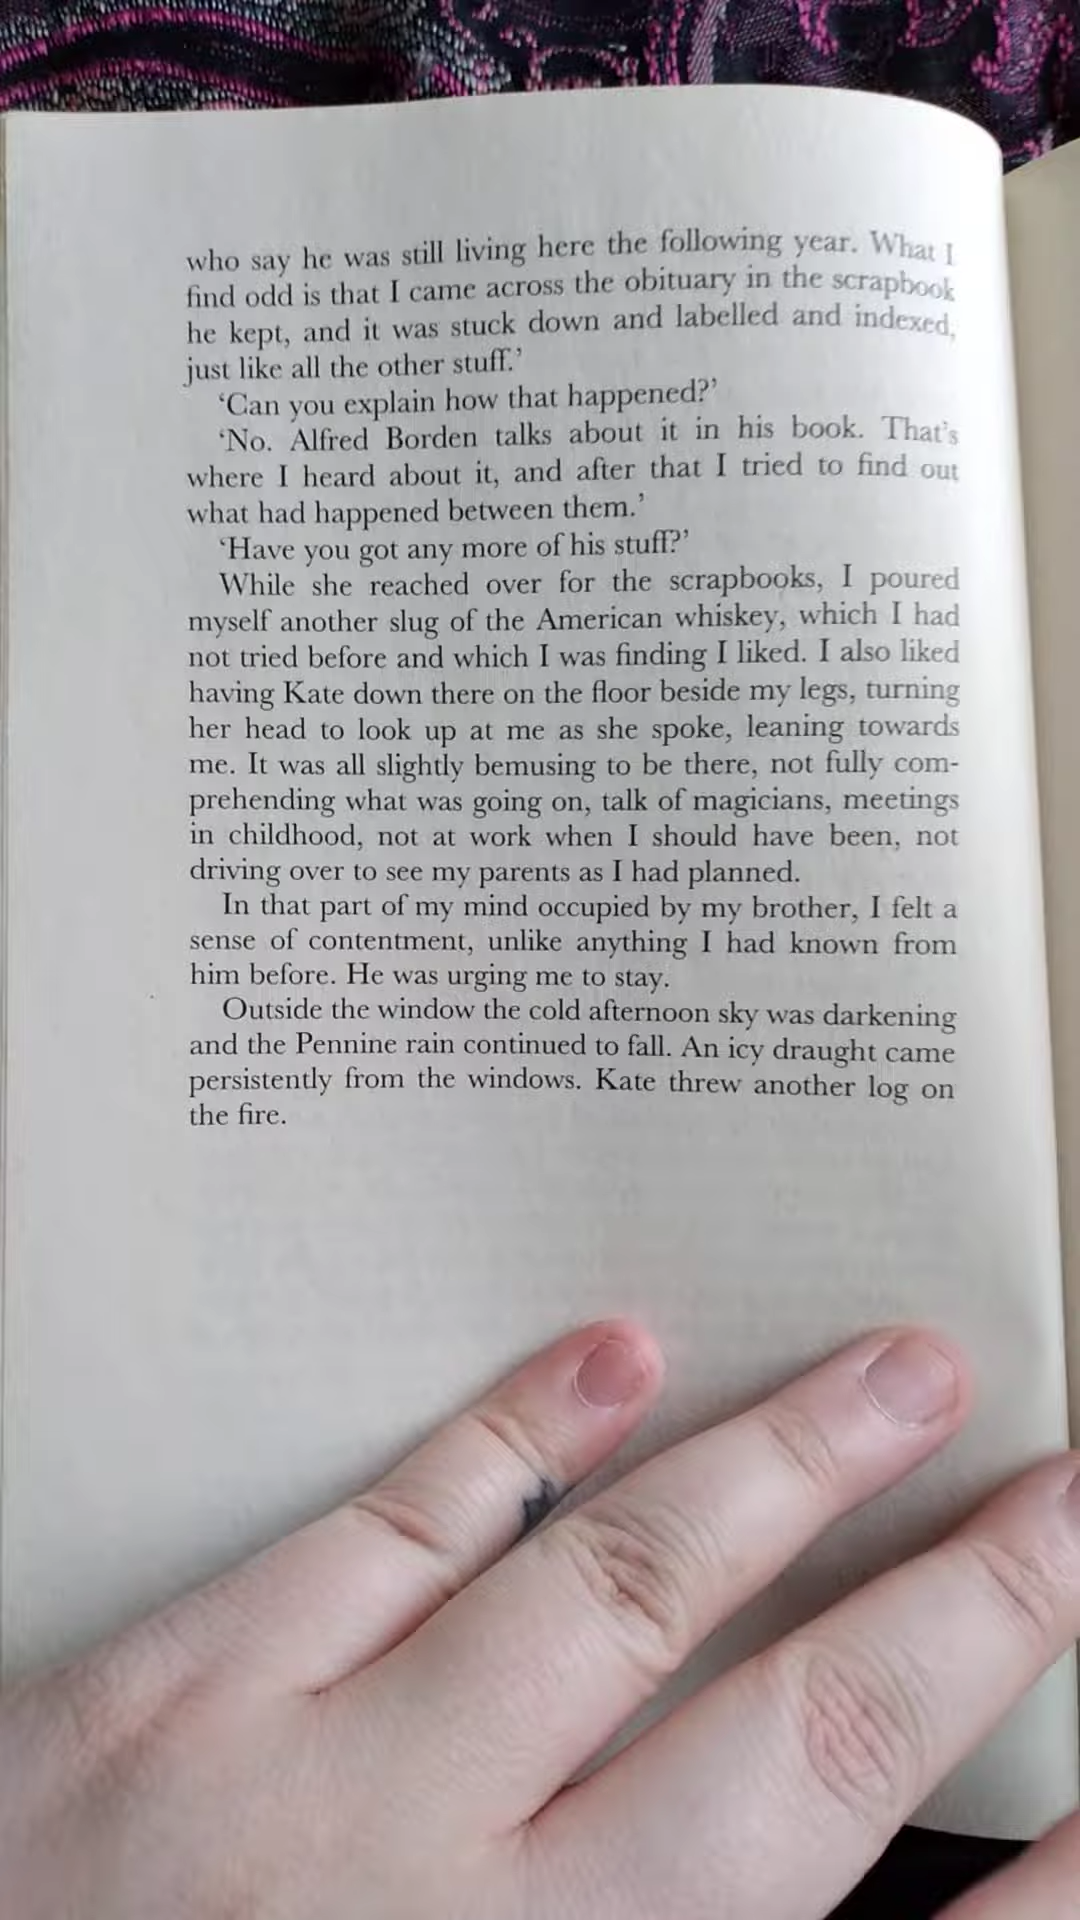 who say he was still living here the following year. What I
find odd is that I came across the obituary in the scrapbook
he kept, and it was stuck down and labelled and indexed,
just like all the other stuff.’
‘Can you explain how that happened?’
‘No. Alfred Borden talks about it in his book. That’s
where I heard about it, and after that I tried to find out
what had happened between them.’
‘Have you got any more of his stuff?’
While she reached over for the scrapbooks, I poured
myself another slug of the American whiskey, which I had
not tried before and which I was finding I liked. I also liked
having Kate down there on the floor beside my legs, turning
her head to look up at me as she spoke, leaning towards
me. It was all slightly bemusing to be there, not fully com-
prehending what was going on, talk of magicians, meetings
in childhood, not at work when I should have been, not
driving over to see my parents as I had planned.
In that part of my mind occupied by my brother, I felt a
sense of contentment, unlike anything I had known from
him before. He was urging me to stay.
Outside the window the cold afternoon sky was darkening
and the Pennine rain continued to fall. An icy draught came
persistently from the windows. Kate threw another log on
the fire.